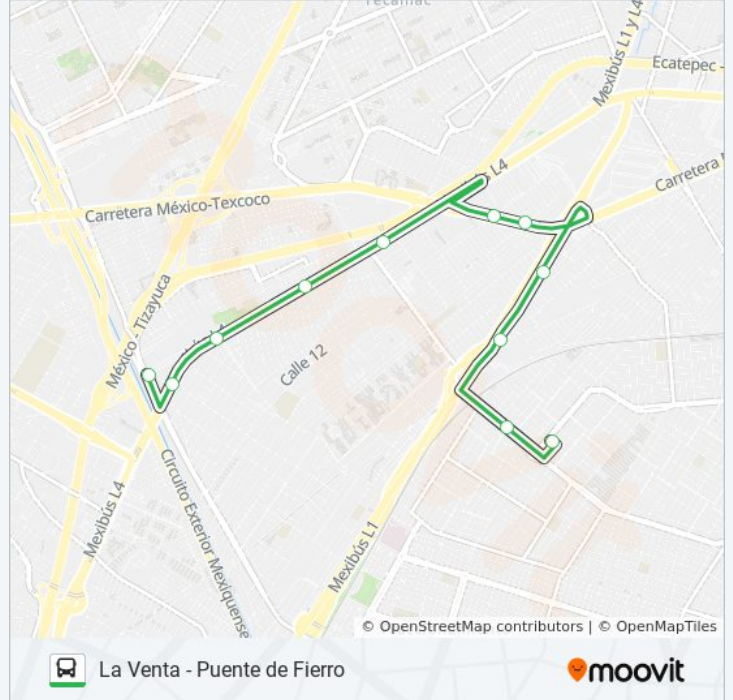 Tecámac
Mexibús L1 y L4
Ecatepec -
L4
Carretera
Carretera México-Texcoco
México - Tizayuca
Calle 12
Mexibús L4
Circuito Exterior Mexiquense
Mexibús L1
© OpenStreetMap contributors | © OpenMapTiles
La Venta - Puente de Fierro
moovit